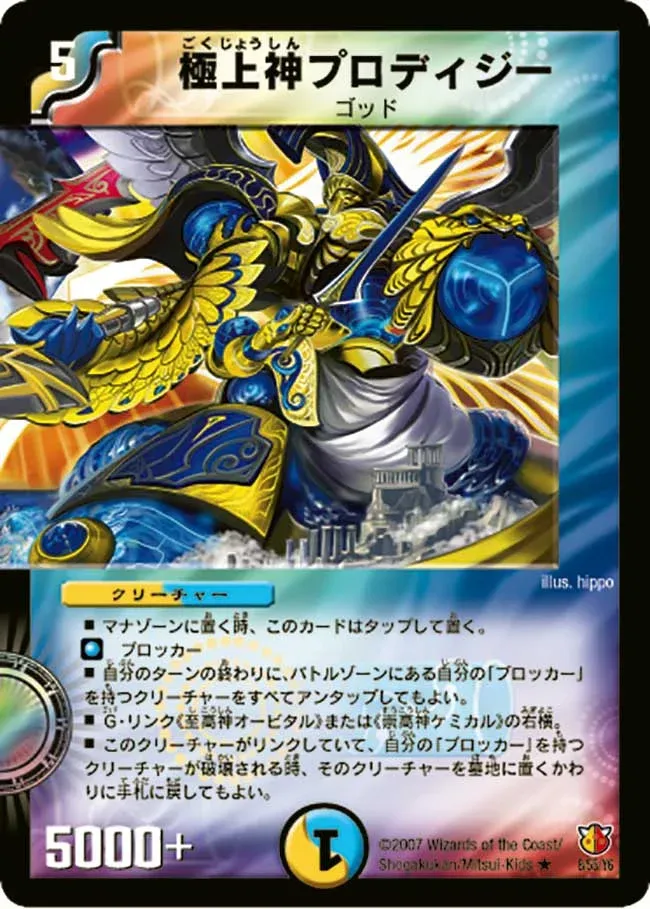 5
極上神プロディジー
ごくじょうしん
ゴッド
illus. hippo
クリーチャー
■ マナゾーンに置く時、このカードはタップして置く。
ブロッカー
■ 自分のターンの終わりに、バトルゾーンにある自分の「ブロッカー」
を持つクリーチャーをすべてアンタップしてもよい。
■ G・リンク《至高神オービタル》または《崇高神ケミカル》の右横。
■ このクリーチャーがリンクしていて、自分の「ブロッカー」を持つ
クリーチャーが破壊される時、そのクリーチャーを墓地に置くかわ
りに手札に戻してもよい。
5000+
1
©2007 Wizards of the Coast/
Shogakukan/Mitsui-Kids ★